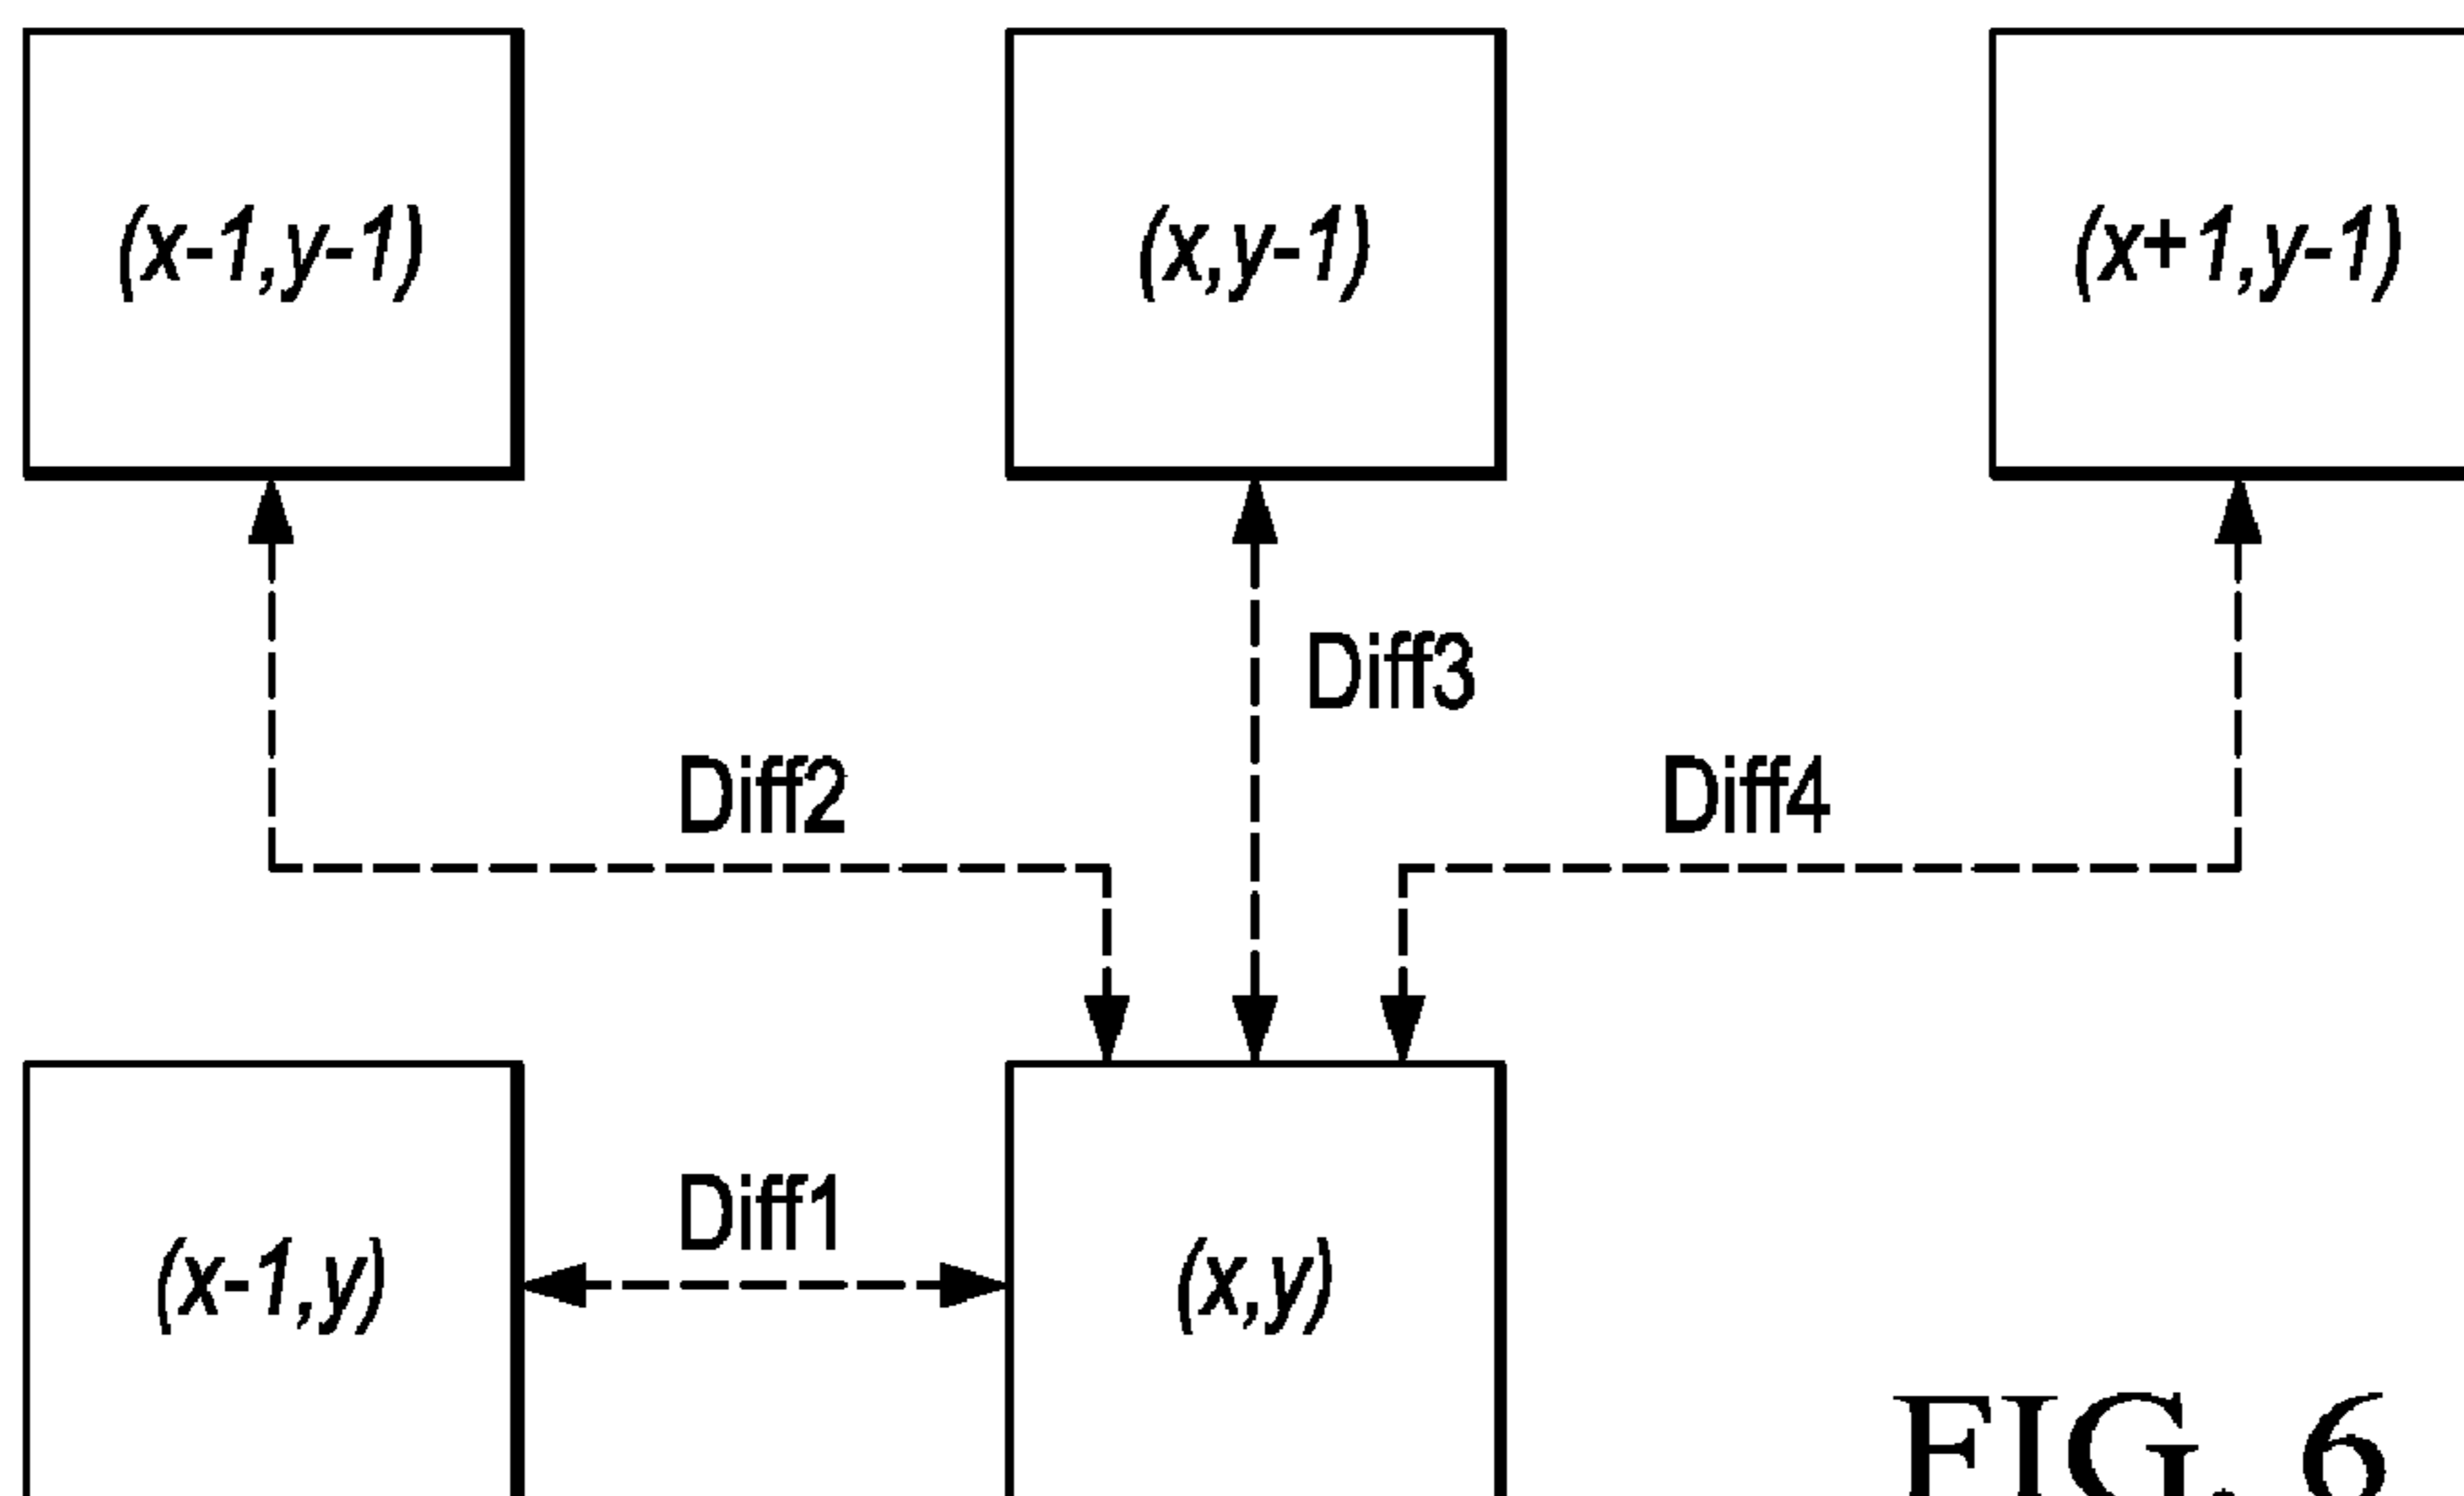 (x-1,y-1) (x,y-1) (x+1,y-1)
Diff3
Diff2 Diff4
Diff1
(x-1,y) (x,y)
FIG. 6